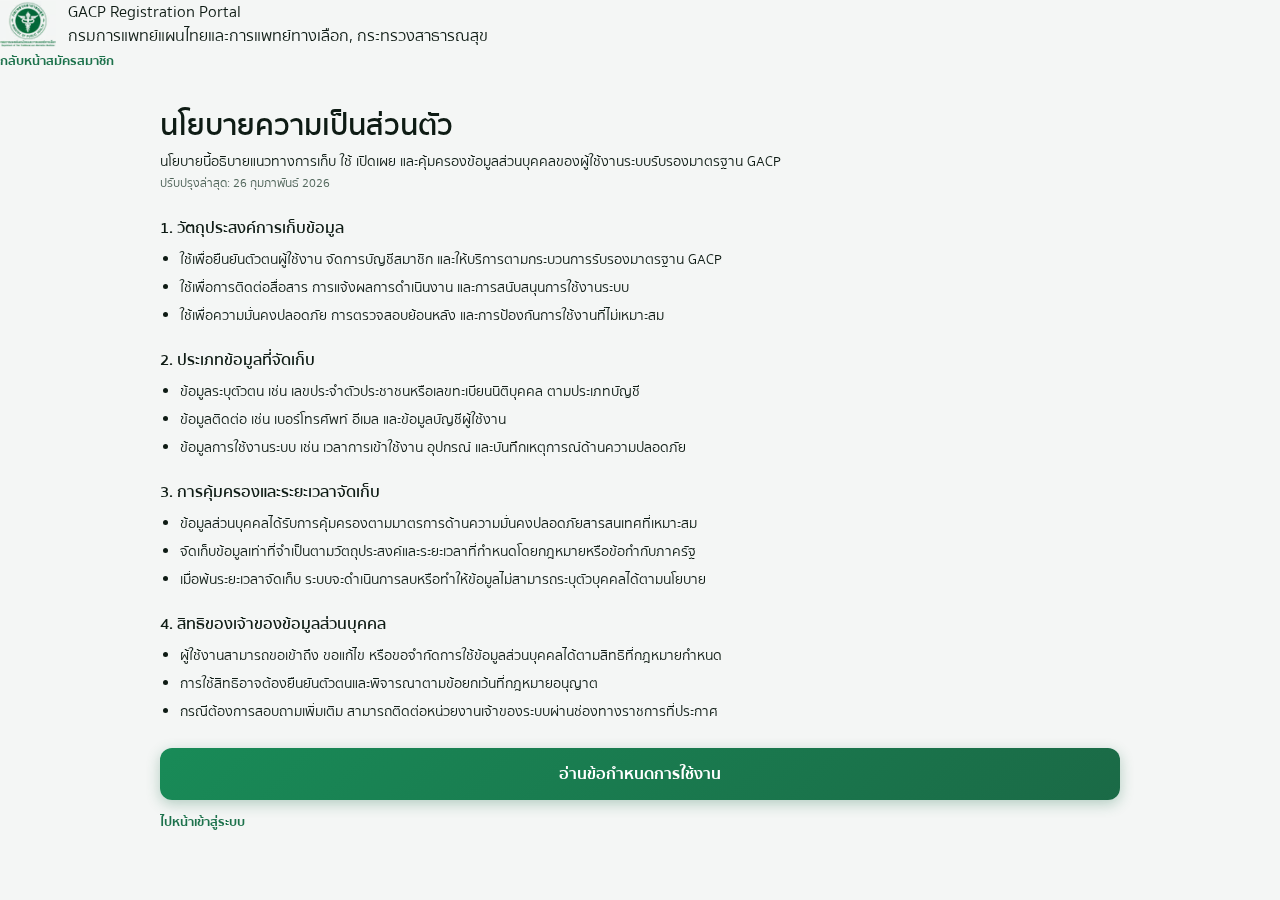 GACP Registration Portal
กรมการแพทย์แผนไทยและการแพทย์ทางเลือก, กระทรวงสาธารณสุข
กลับหน้าสมัครสมาชิก
นโยบายความเป็นส่วนตัว
นโยบายนี้อธิบายแนวทางการเก็บ ใช้ เปิดเผย และคุ้มครองข้อมูลส่วนบุคคลของผู้ใช้งานระบบรับรองมาตรฐาน GACP
ปรับปรุงล่าสุด: 26 กุมภาพันธ์ 2026
1. วัตถุประสงค์การเก็บข้อมูล
• ใช้เพื่อยืนยันตัวตนผู้ใช้งาน จัดการบัญชีสมาชิก และให้บริการตามกระบวนการรับรองมาตรฐาน GACP
• ใช้เพื่อการติดต่อสื่อสาร การแจ้งผลการดำเนินงาน และการสนับสนุนการใช้งานระบบ
• ใช้เพื่อความมั่นคงปลอดภัย การตรวจสอบย้อนหลัง และการป้องกันการใช้งานที่ไม่เหมาะสม
2. ประเภทข้อมูลที่จัดเก็บ
• ข้อมูลระบุตัวตน เช่น เลขประจำตัวประชาชนหรือเลขทะเบียนนิติบุคคล ตามประเภทบัญชี
• ข้อมูลติดต่อ เช่น เบอร์โทรศัพท์ อีเมล และข้อมูลบัญชีผู้ใช้งาน
• ข้อมูลการใช้งานระบบ เช่น เวลาการเข้าใช้งาน อุปกรณ์ และบันทึกเหตุการณ์ด้านความปลอดภัย
3. การคุ้มครองและระยะเวลาจัดเก็บ
• ข้อมูลส่วนบุคคลได้รับการคุ้มครองตามมาตรการด้านความมั่นคงปลอดภัยสารสนเทศที่เหมาะสม
• จัดเก็บข้อมูลเท่าที่จำเป็นตามวัตถุประสงค์และระยะเวลาที่กำหนดโดยกฎหมายหรือข้อกำกับภาครัฐ
• เมื่อพ้นระยะเวลาจัดเก็บ ระบบจะดำเนินการลบหรือทำให้ข้อมูลไม่สามารถระบุตัวบุคคลได้ตามนโยบาย
4. สิทธิของเจ้าของข้อมูลส่วนบุคคล
• ผู้ใช้งานสามารถขอเข้าถึง ขอแก้ไข หรือขอจำกัดการใช้ข้อมูลส่วนบุคคลได้ตามสิทธิที่กฎหมายกำหนด
• การใช้สิทธิอาจต้องยืนยันตัวตนและพิจารณาตามข้อยกเว้นที่กฎหมายอนุญาต
• กรณีต้องการสอบถามเพิ่มเติม สามารถติดต่อหน่วยงานเจ้าของระบบผ่านช่องทางราชการที่ประกาศ
อ่านข้อกำหนดการใช้งาน
ไปหน้าเข้าสู่ระบบ